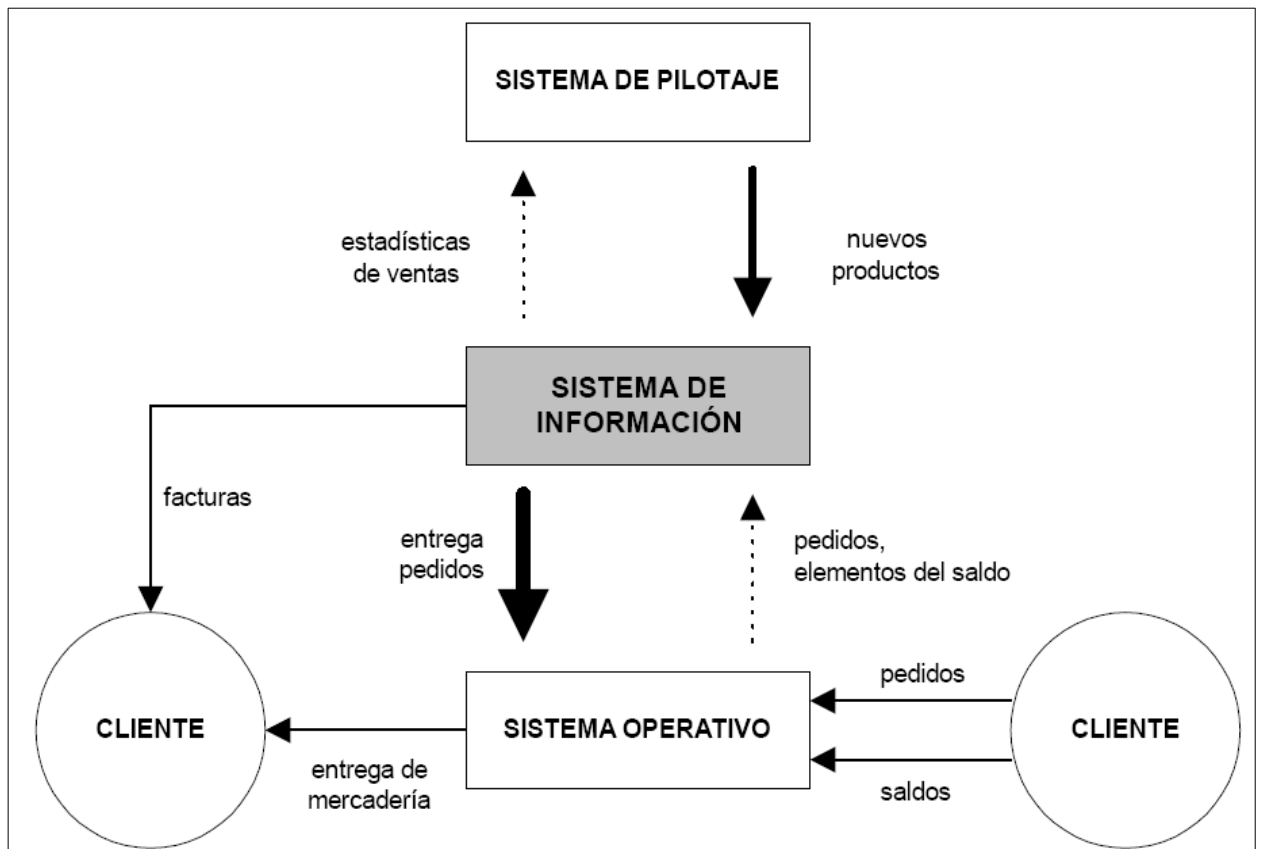 SISTEMA DE PILOTAJE
estadísticas
de ventas
nuevos
productos
SISTEMA DE
INFORMACIÓN
facturas
entrega
pedidos
pedidos,
elementos del saldo
CLIENTE
entrega de
mercadería
SISTEMA OPERATIVO
pedidos
saldos
CLIENTE